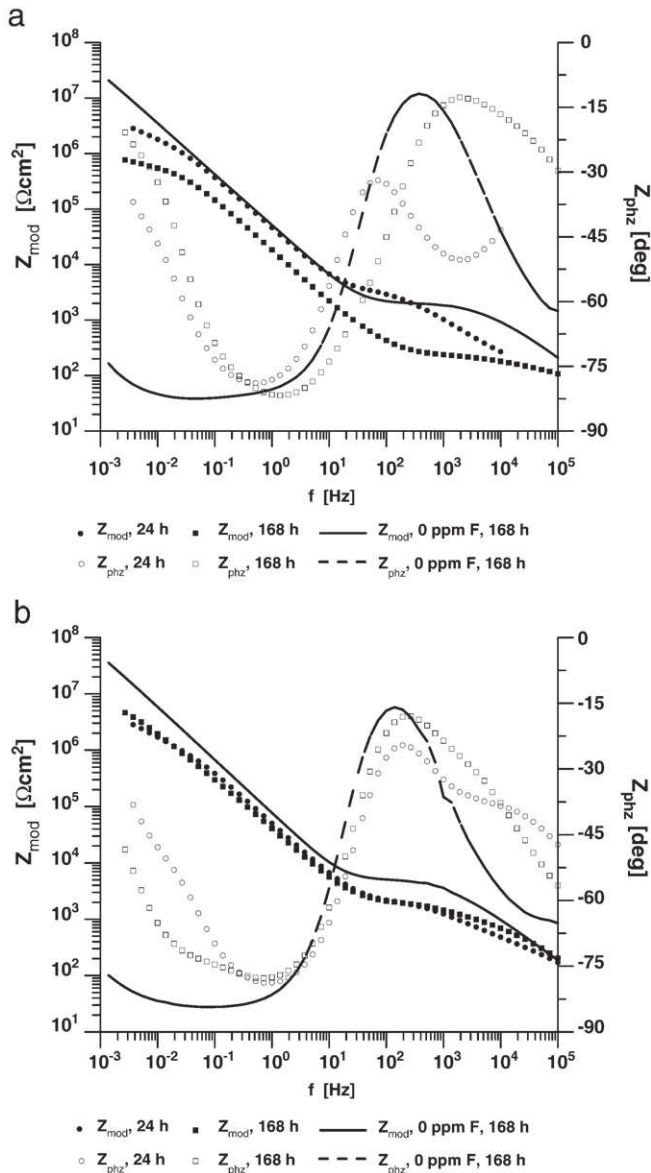 a
10^8
10^7
10^6
10^5
10^4
10^3
10^2
10^1
Z_mod [Ωcm²]
0
-15
-30
-45
-60
-75
-90
Z_phz [deg]
10^-3 10^-2 10^-1 10^0 10^1 10^2 10^3 10^4 10^5
f [Hz]
Z_mod, 24 h Z_mod, 168 h Z_mod, 0 ppm F, 168 h
Z_phz, 24 h Z_phz, 168 h Z_phz, 0 ppm F, 168 h
b
10^8
10^7
10^6
10^5
10^4
10^3
10^2
10^1
Z_mod [Ωcm²]
0
-15
-30
-45
-60
-75
-90
Z_phz [deg]
10^-3 10^-2 10^-1 10^0 10^1 10^2 10^3 10^4 10^5
f [Hz]
Z_mod, 24 h Z_mod, 168 h Z_mod, 0 ppm F, 168 h
Z_phz, 24 h Z_phz, 168 h Z_phz, 0 ppm F, 168 h